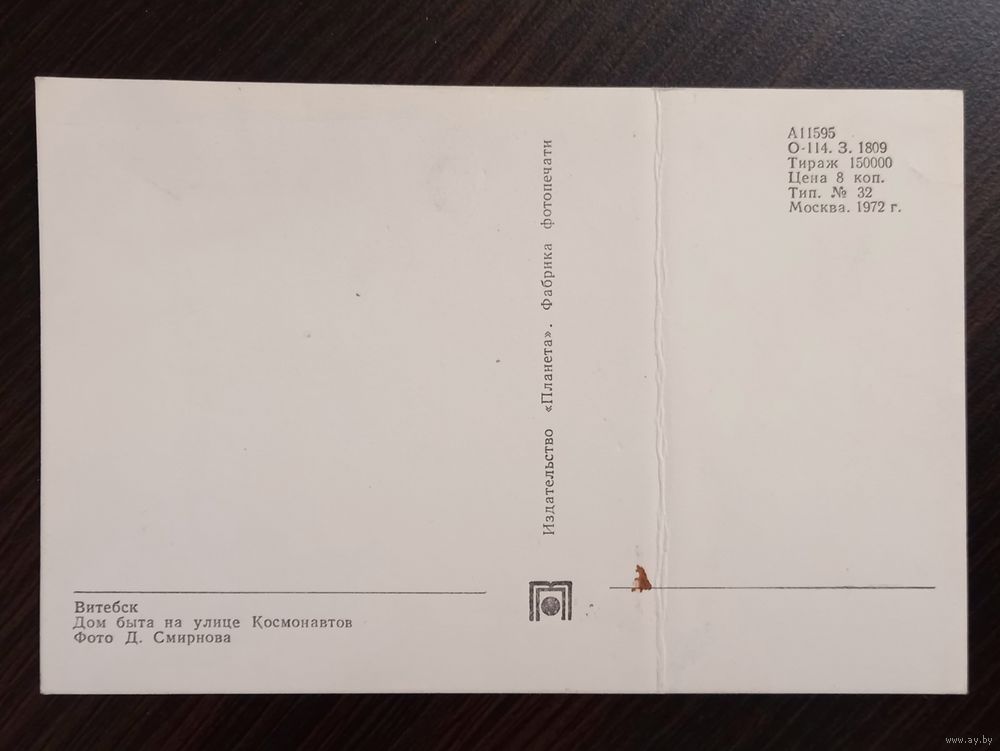 А11595
О-114. З. 1809
Тираж 150000
Цена 8 коп.
Тип. № 32
Москва. 1972 г.
Издательство «Планета». Фабрика фотопечати
Витебск
Дом быта на улице Космонавтов
Фото Д. Смирнова
www.ay.by